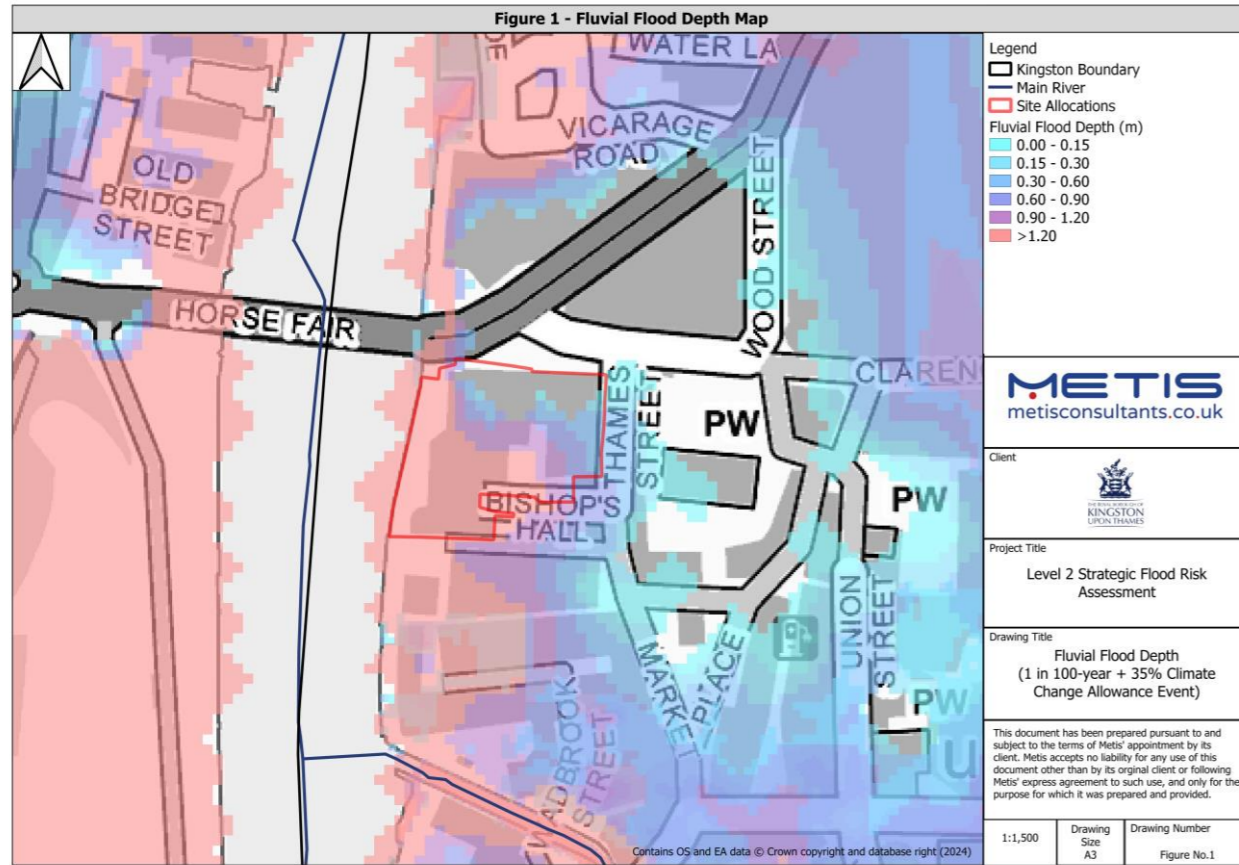 Figure 1 - Fluvial Flood Depth Map
WATER LA
VICARAGE
ROAD
OLD
BRIDGE
STREET
WOOD STREET
HORSE FAIR
CLAREN
THAMES
STREET
PW
BISHOP'S
HALL
PW
UNION
STREET
MARKET
PLACE
PW
STREET
Contains OS and EA data © Crown copyright and database right (2024)
Legend
Kingston Boundary
Main River
Site Allocations
Fluvial Flood Depth (m)
0.00 - 0.15
0.15 - 0.30
0.30 - 0.60
0.60 - 0.90
0.90 - 1.20
>1.20
METIS
metisconsultants.co.uk
Client
THE ROYAL BOROUGH OF
KINGSTON
UPON THAMES
Project Title
Level 2 Strategic Flood Risk
Assessment
Drawing Title
Fluvial Flood Depth
(1 in 100-year + 35% Climate
Change Allowance Event)
This document has been prepared pursuant to and
subject to the terms of Metis' appointment by its
client. Metis accepts no liability for any use of this
document other than by its orginal client or following
Metis' express agreement to such use, and only for the
purpose for which it was prepared and provided.
1:1,500
Drawing
Size
A3
Drawing Number
Figure No.1